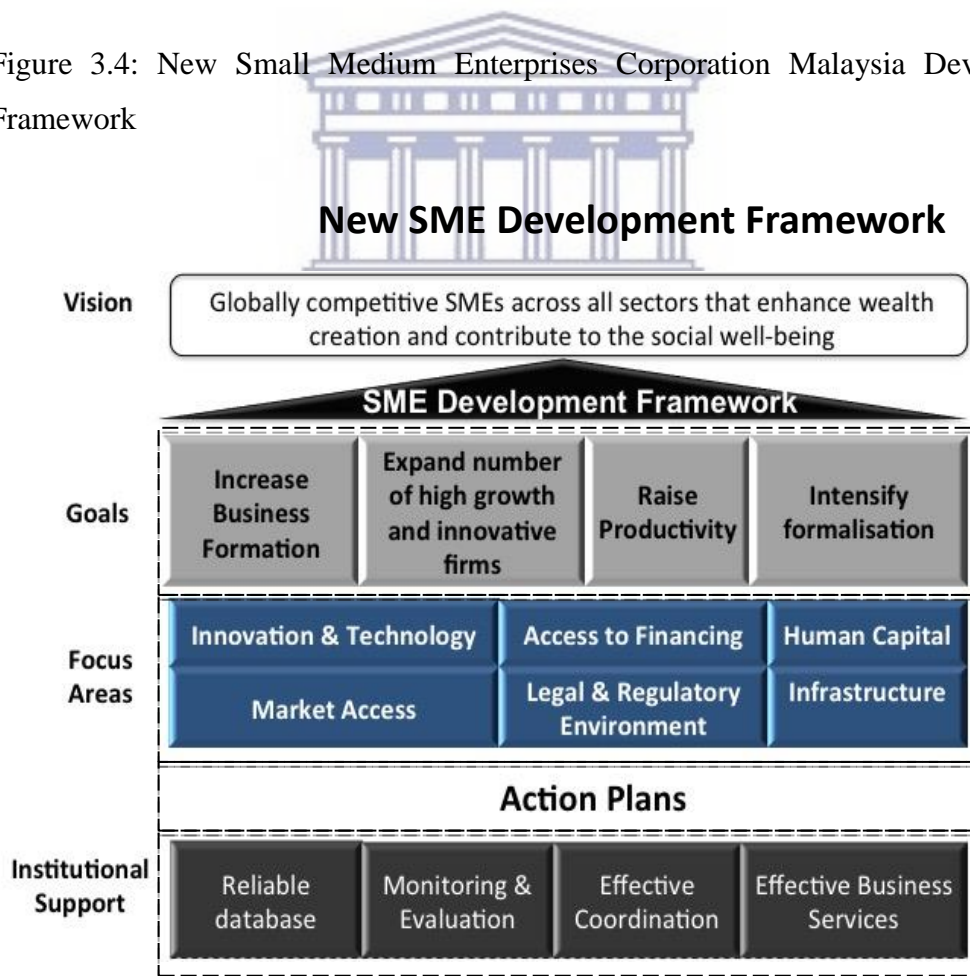 Figure 3.4: New Small Medium Enterprises Corporation Malaysia
Framework
New SME Development Framework
Vision
Globally competitive SMEs across all sectors that enhance wealth
creation and contribute to the social well-being
SME Development Framework
Goals
Increase
Business
Formation
Expand number
of high growth
and innovative
firms
Raise
Productivity
Intensify
formalisation
Focus
Areas
Innovation & Technology
Access to Financing
Human Capital
Market Access
Legal & Regulatory
Environment
Infrastructure
Action Plans
Institutional
Support
Reliable
database
Monitoring &
Evaluation
Effective
Coordination
Effective Business
Services